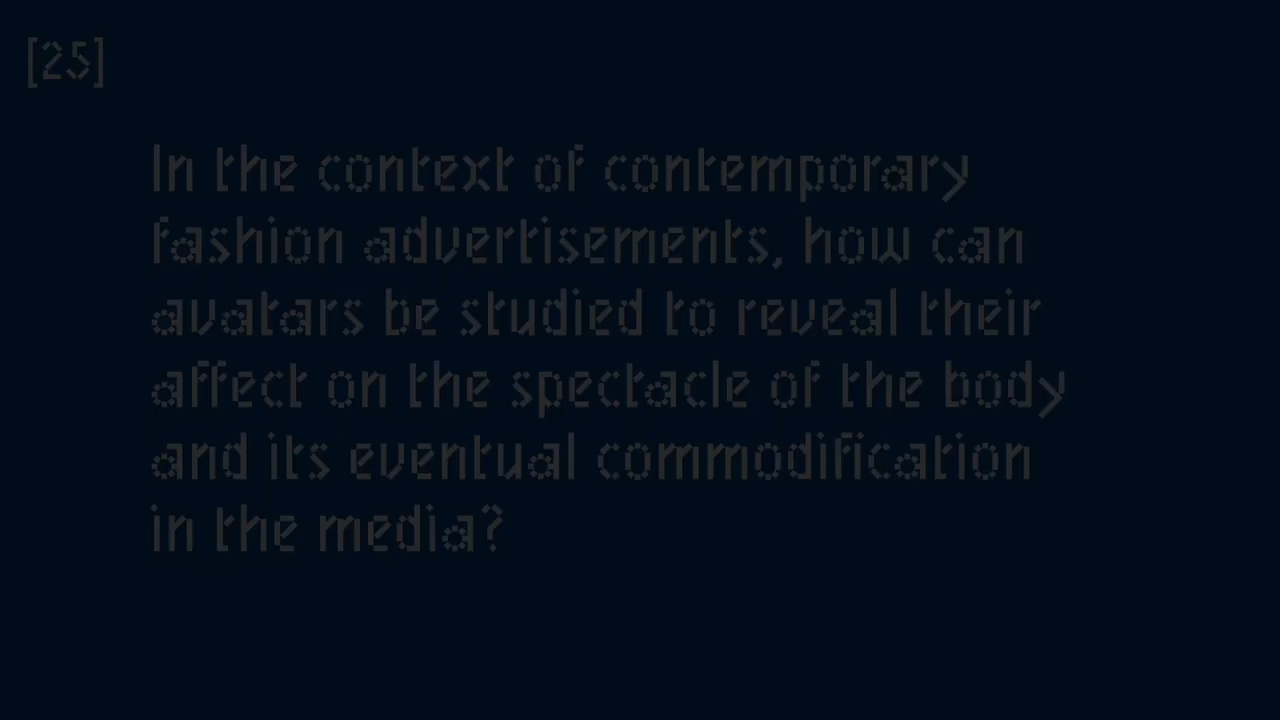 [25]
In the context of contemporary
fashion advertisements, how can
avatars be studied to reveal their
affect on the spectacle of the body
and its eventual commodification
in the media?